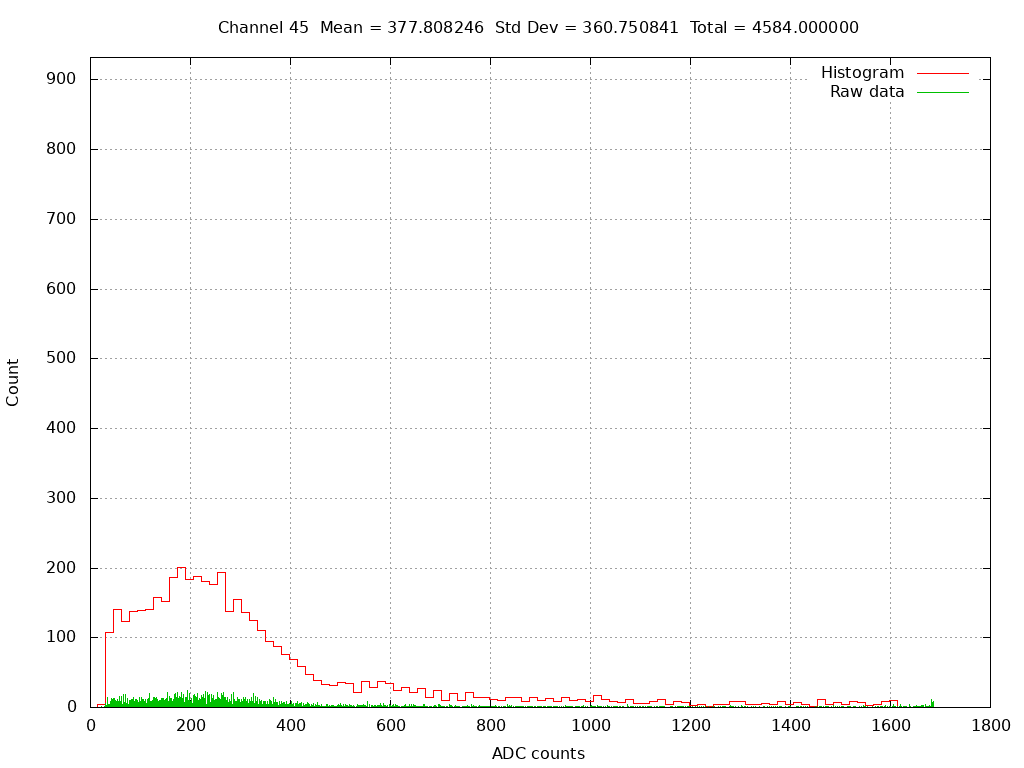 Channel 45  Mean = 377.808246  Std Dev = 360.750841  Total = 4584.000000
Histogram
Raw data
900
800
700
600
500
400
300
200
100
0
Count
0 200 400 600 800 1000 1200 1400 1600 1800
ADC counts